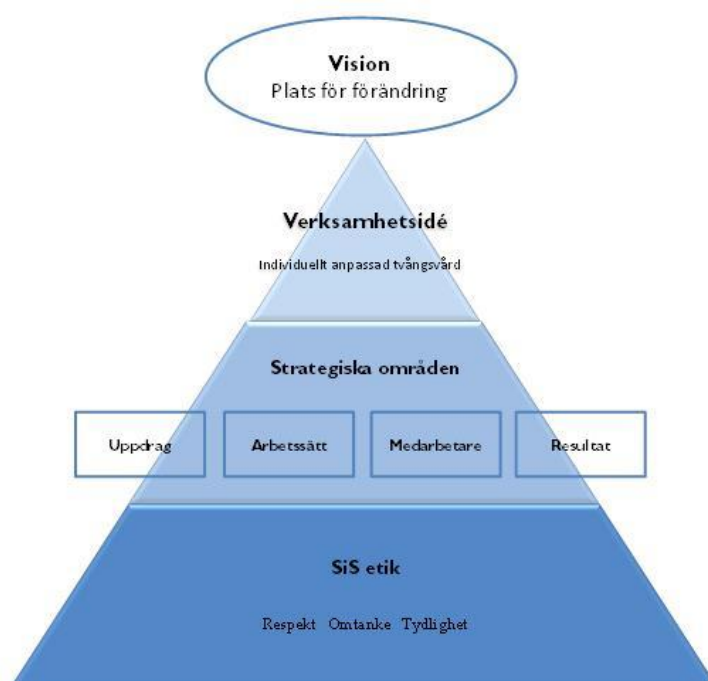 Vision
Plats för förändring
Verksamhetsidé
Individuellt anpassad tvångsvård
Strategiska områden
Uppdrag Arbetssätt Medarbetare Resultat
SiS etik
Respekt Omtanke Tydlighet